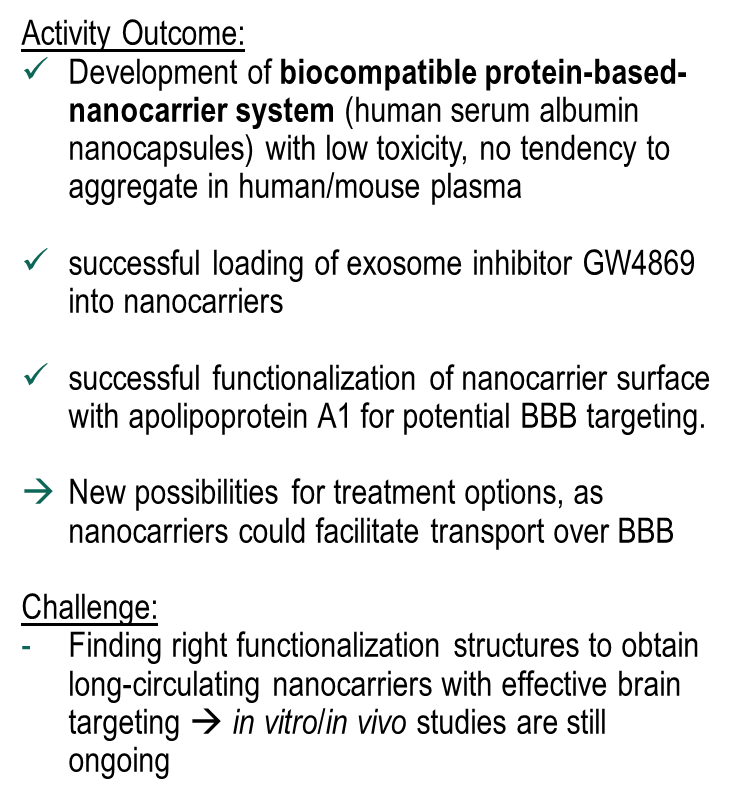 Activity Outcome:
✓ Development of biocompatible protein-based-
nanocarrier system (human serum albumin
nanocapsules) with low toxicity, no tendency to
aggregate in human/mouse plasma
✓ successful loading of exosome inhibitor GW4869
into nanocarriers
✓ successful functionalization of nanocarrier surface
with apolipoprotein A1 for potential BBB targeting.
→ New possibilities for treatment options, as
nanocarriers could facilitate transport over BBB
Challenge:
- Finding right functionalization structures to obtain
long-circulating nanocarriers with effective brain
targeting → in vitro/in vivo studies are still
ongoing